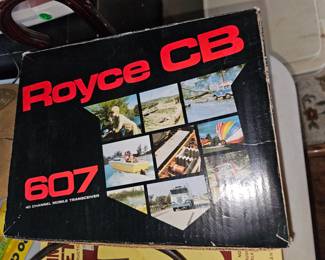 Royce CB
607
40 CHANNEL MOBILE TRANSCEIVER